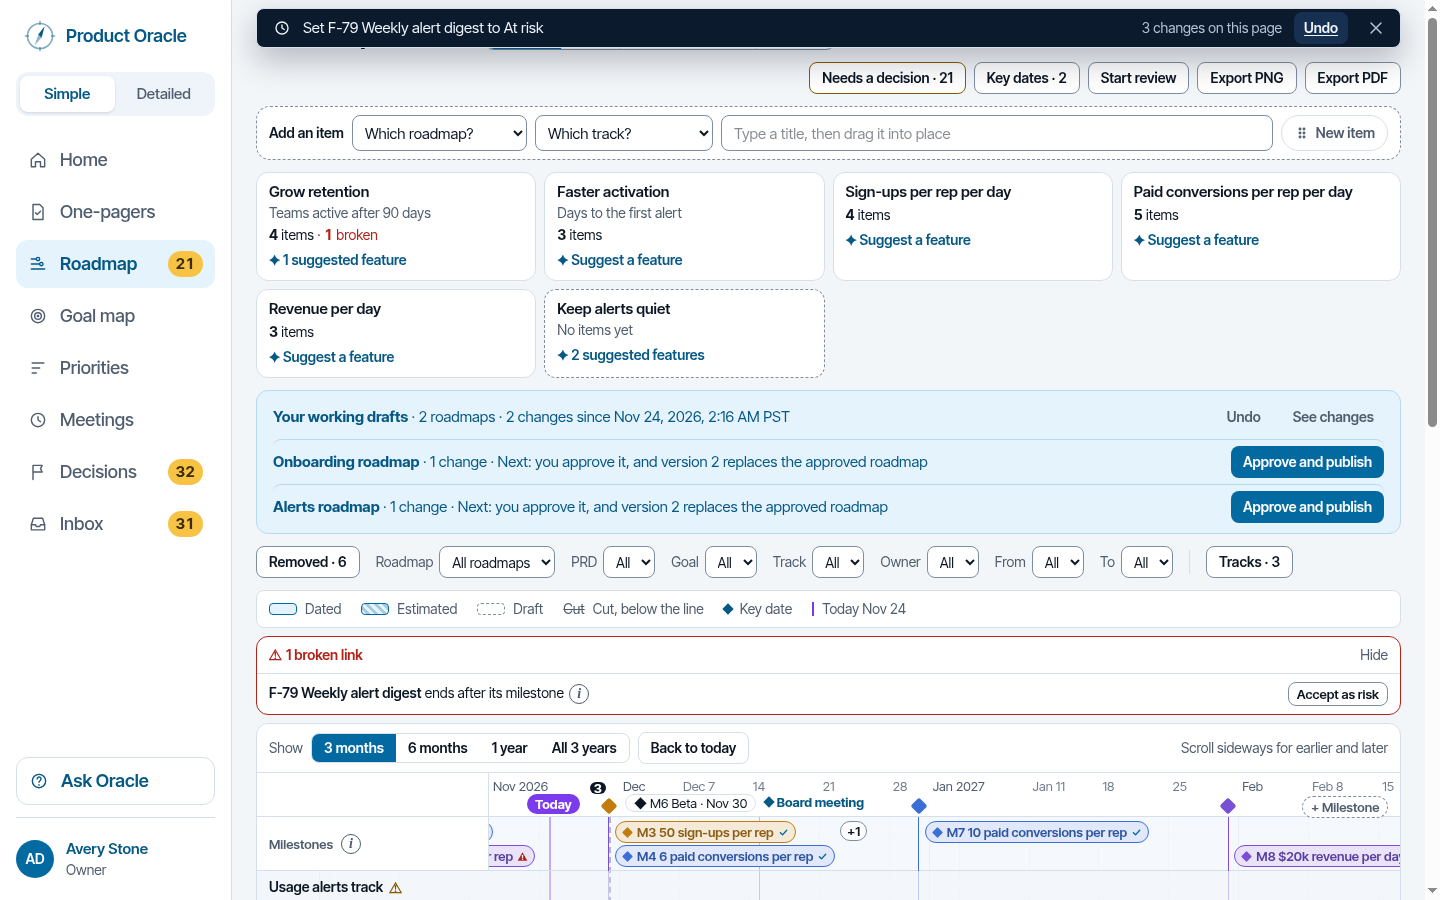 Product Oracle
Simple
Detailed
Home
One-pagers
Roadmap 21
Goal map
Priorities
Meetings
Decisions 32
Inbox 31
Ask Oracle
AD
Avery Stone
Owner
Set F-79 Weekly alert digest to At risk
3 changes on this page
Undo
Needs a decision · 21
Key dates · 2
Start review
Export PNG
Export PDF
Add an item
Which roadmap?
Which track?
Type a title, then drag it into place
New item
Grow retention
Teams active after 90 days
4 items · 1 broken
1 suggested feature
Faster activation
Days to the first alert
3 items
Suggest a feature
Sign-ups per rep per day
4 items
Suggest a feature
Paid conversions per rep per day
5 items
Suggest a feature
Revenue per day
3 items
Suggest a feature
Keep alerts quiet
No items yet
2 suggested features
Your working drafts · 2 roadmaps · 2 changes since Nov 24, 2026, 2:16 AM PST
Undo
See changes
Onboarding roadmap · 1 change · Next: you approve it, and version 2 replaces the approved roadmap
Approve and publish
Alerts roadmap · 1 change · Next: you approve it, and version 2 replaces the approved roadmap
Approve and publish
Removed · 6
Roadmap All roadmaps
PRD All
Goal All
Track All
Owner All
From All
To All
Tracks · 3
Dated
Estimated
Draft
Cut Cut, below the line
Key date
Today Nov 24
1 broken link
Hide
F-79 Weekly alert digest ends after its milestone i
Accept as risk
Show
3 months
6 months
1 year
All 3 years
Back to today
Scroll sideways for earlier and later
Nov 2026
3
Dec
Dec 7
14
21
28
Jan 2027
Jan 11
18
25
Feb
Feb 8
15
Today
M6 Beta · Nov 30
Board meeting
+ Milestone
Milestones i
M3 50 sign-ups per rep
+1
M7 10 paid conversions per rep
rep
M4 6 paid conversions per rep
M8 $20k revenue per day
Usage alerts track